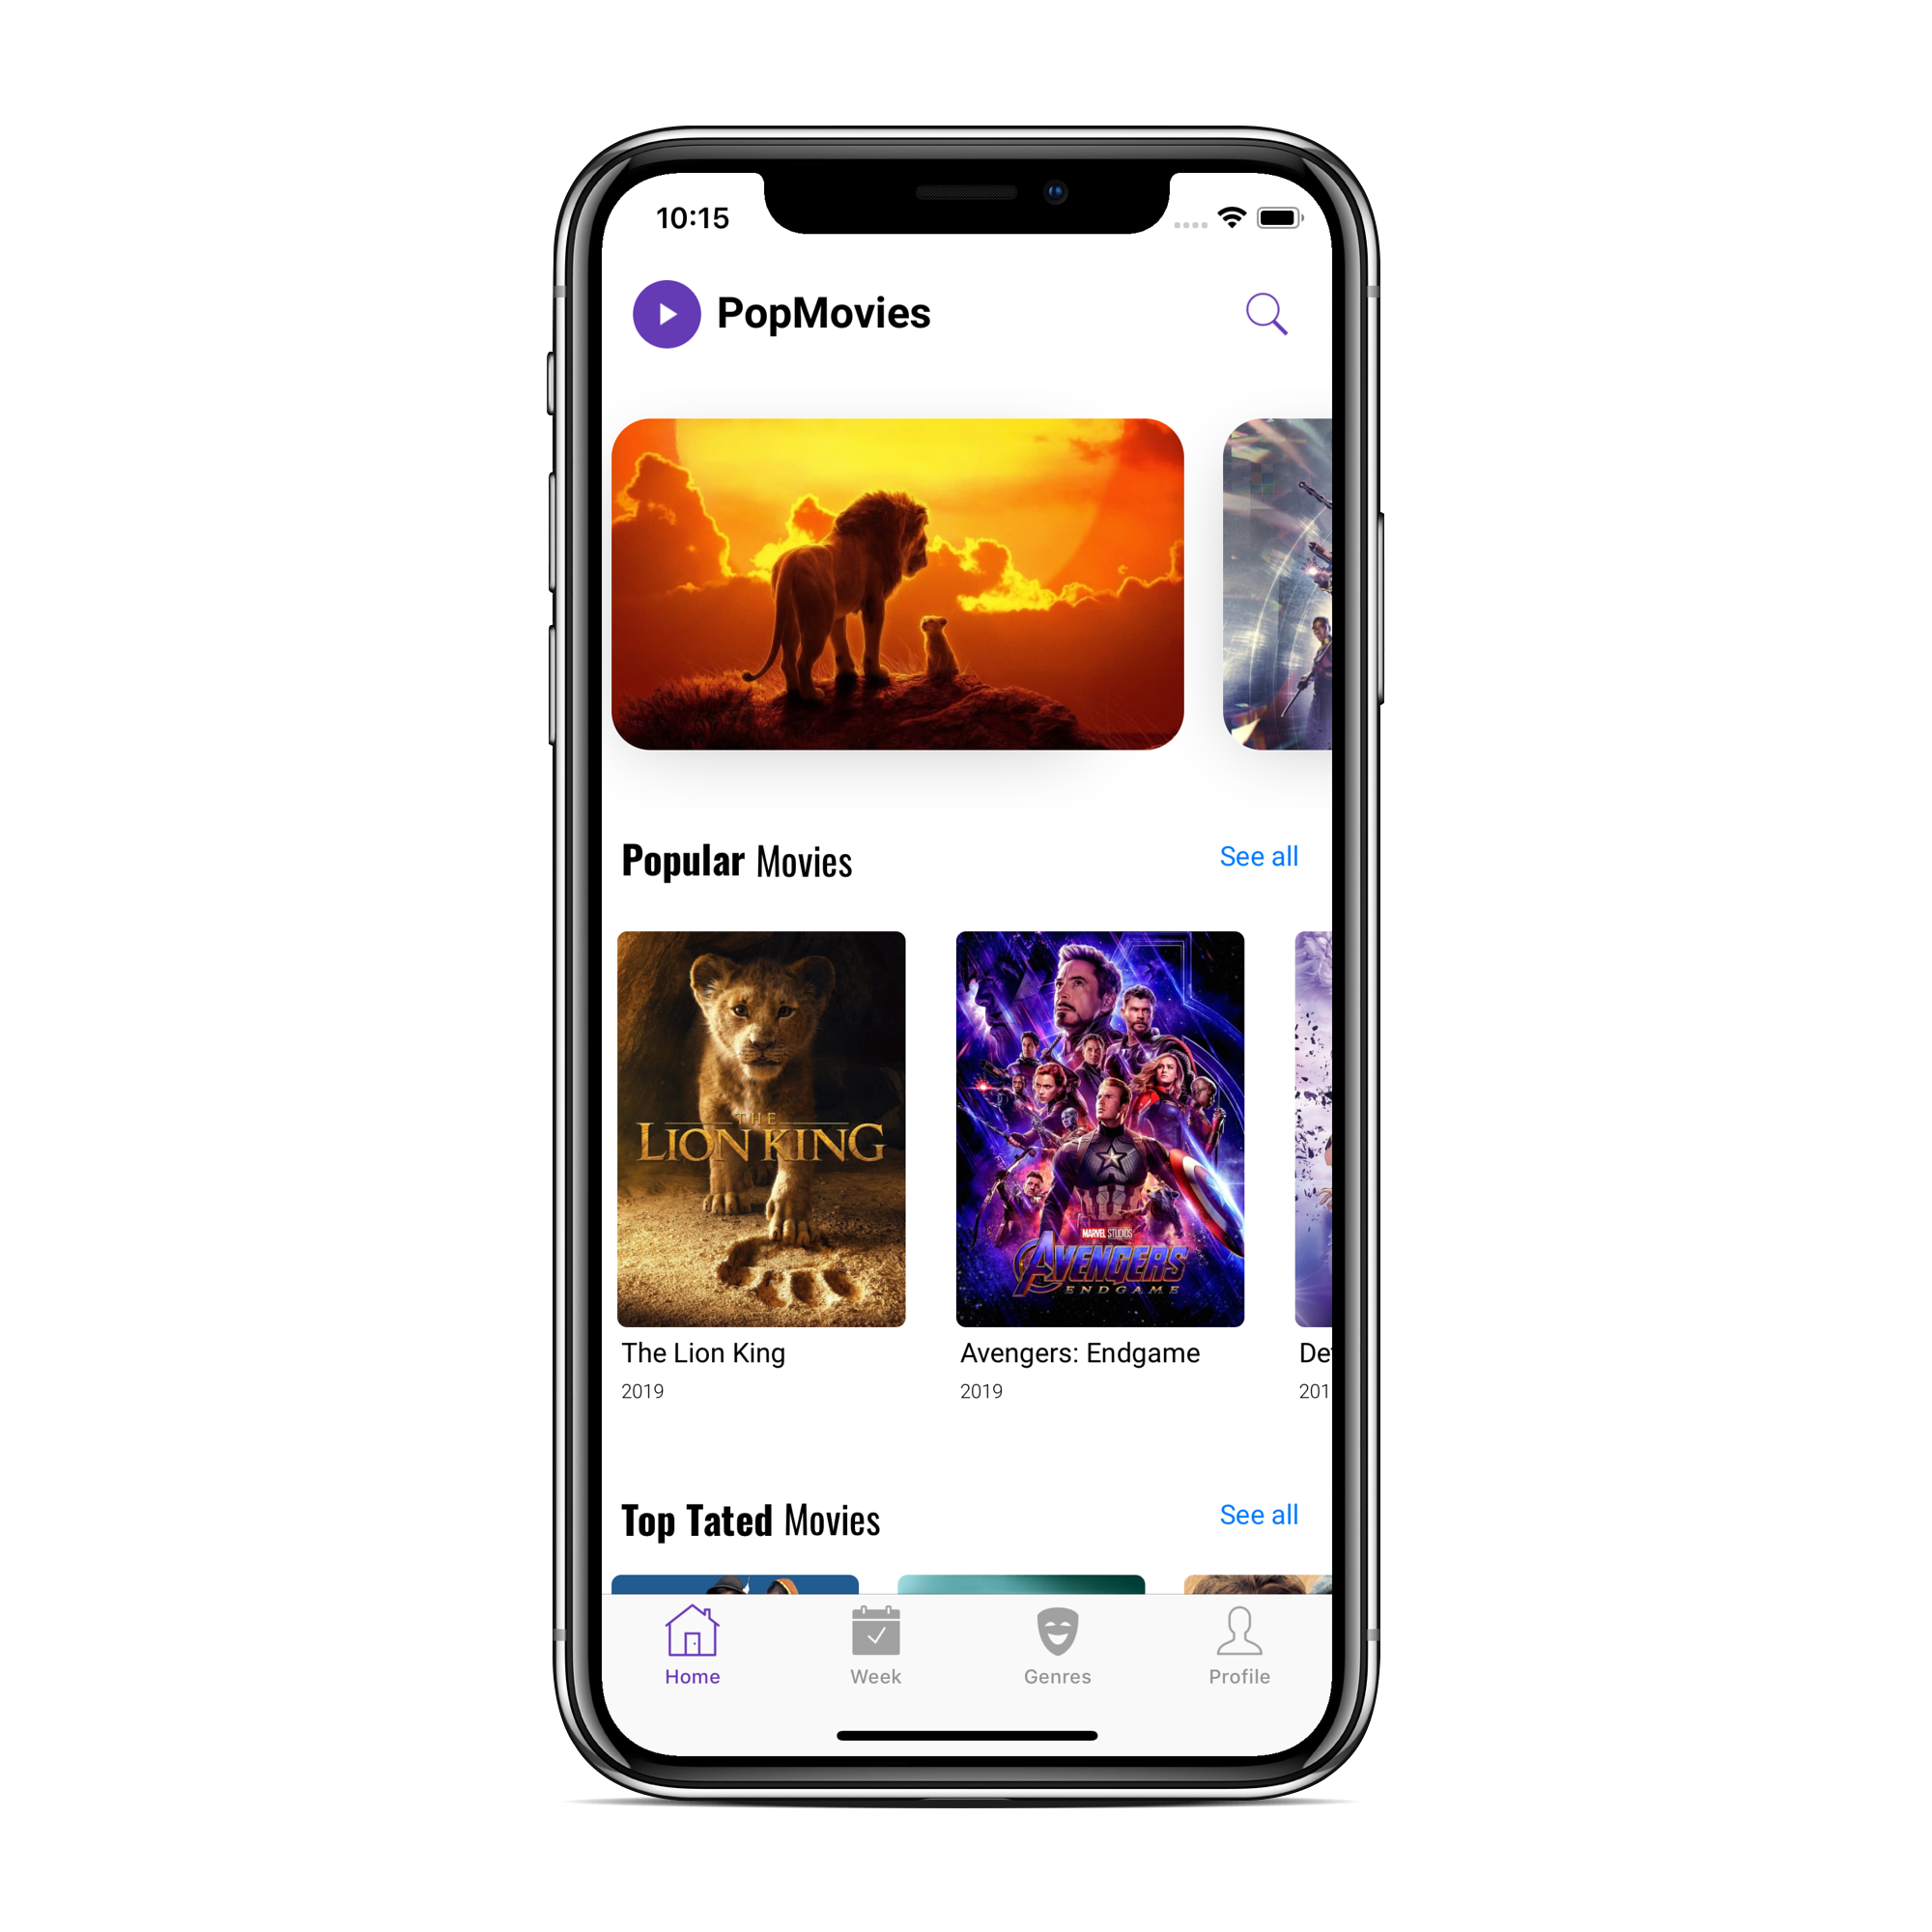 10:15
PopMovies
Popular Movies
See all
THE
LION KING
MARVEL STUDIOS
AVENGERS
ENDGAME
The Lion King
Avengers: Endgame
De
2019
2019
201
Top Tated Movies
See all
Home
Week
Genres
Profile